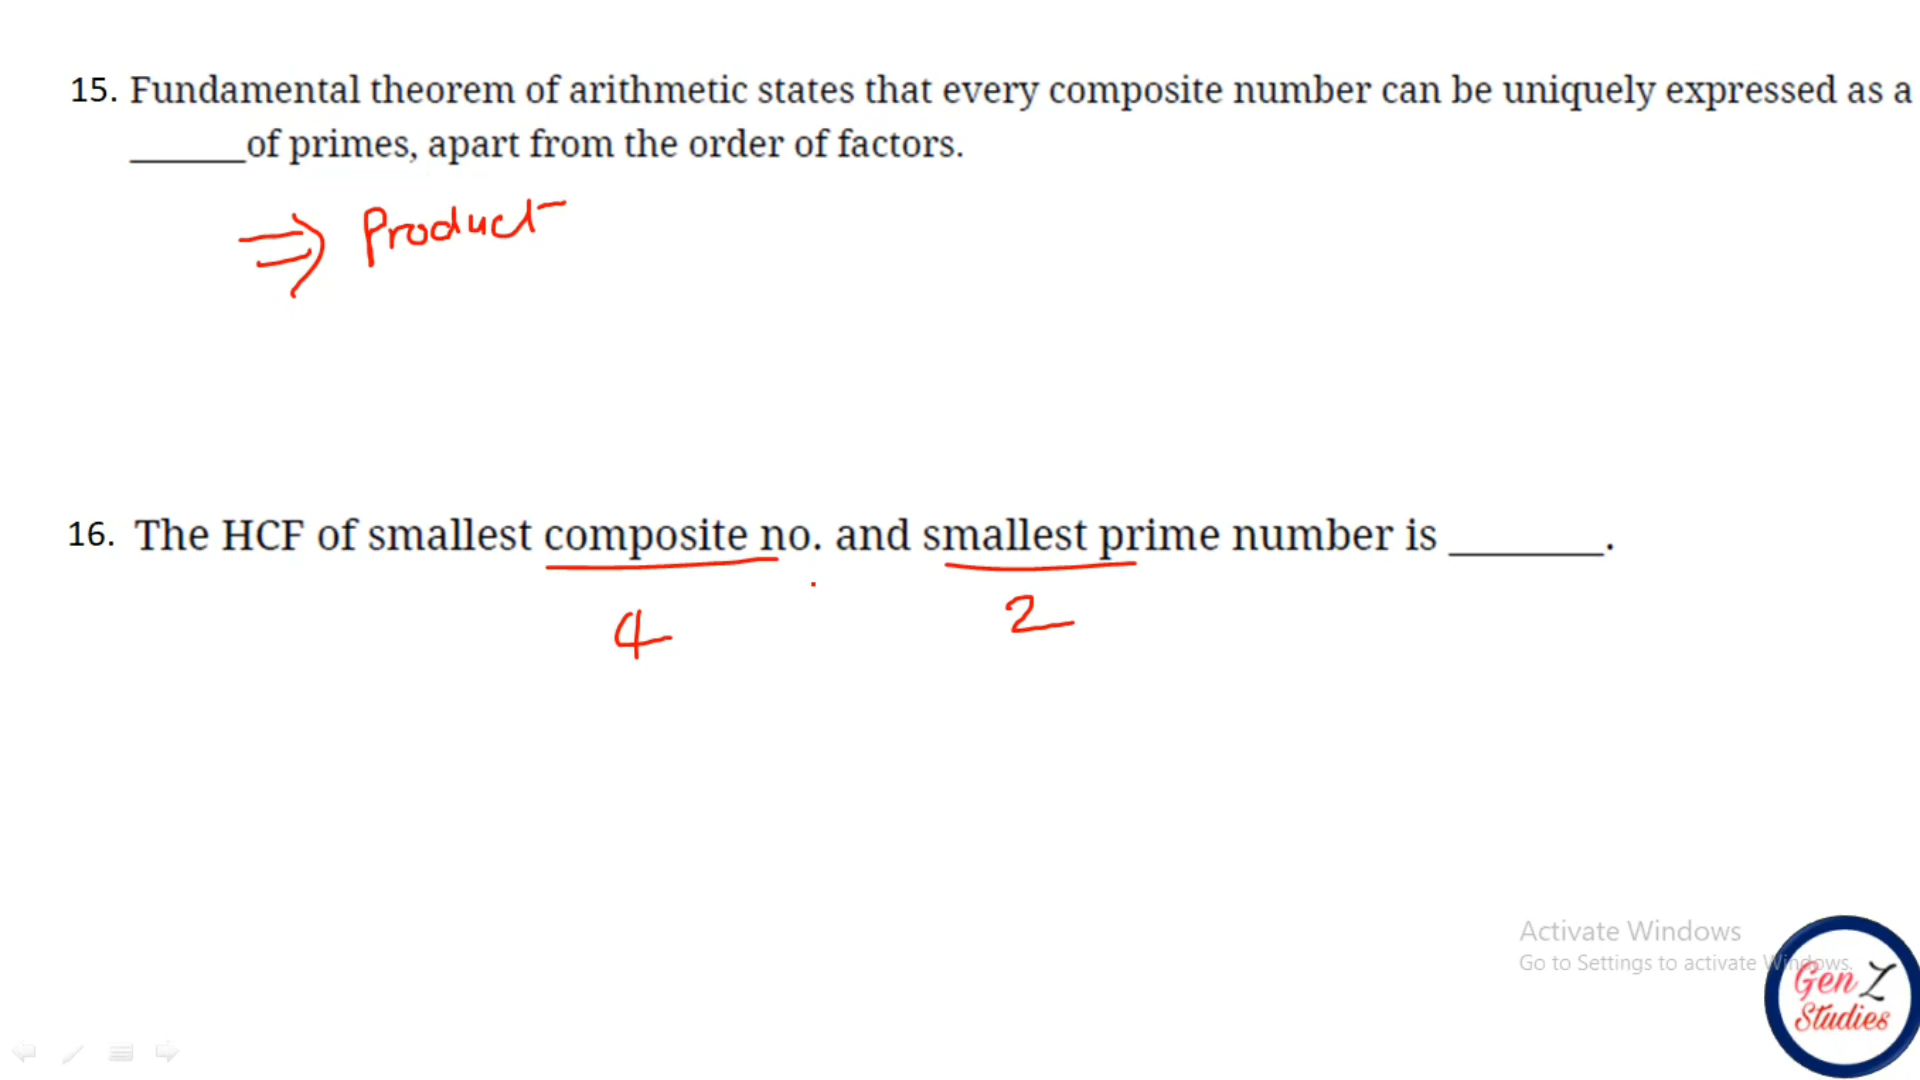 15. Fundamental theorem of arithmetic states that every composite number can be uniquely expressed as a
______of primes, apart from the order of factors.
⇒ Product
16. The HCF of smallest composite no. and smallest prime number is ________.
4 2
Activate Windows
Go to Settings to activate Windows.
Gen Z
Studies